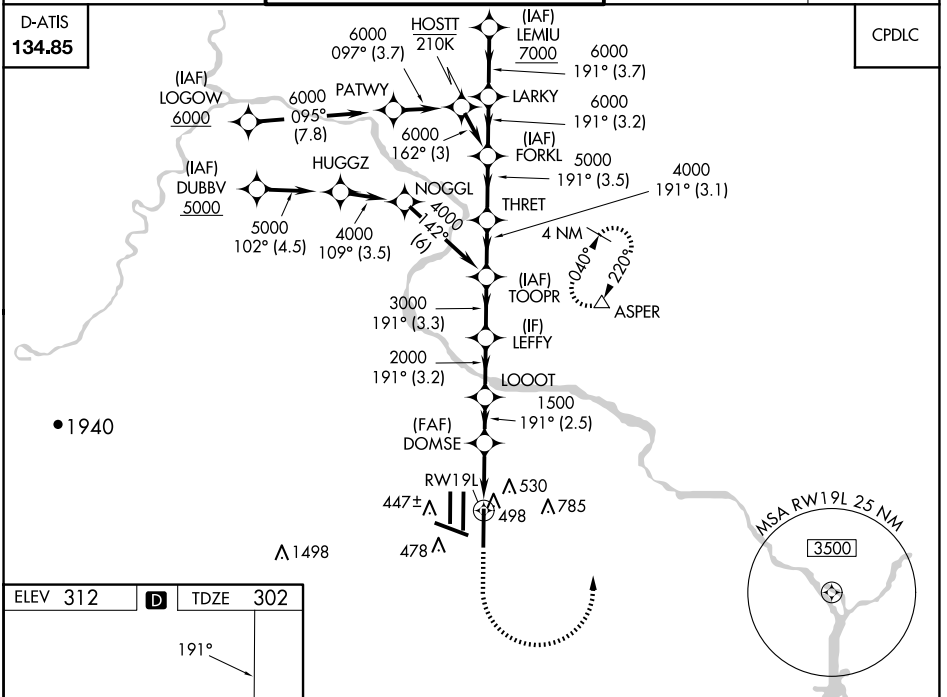 D-ATIS
134.85
CPDLC
HOSTT
210K
(IAF)
LEMIU
7000
6000
097° (3.7)
6000
191° (3.7)
(IAF)
LOGOW
6000
6000
095°
(7.8)
PATWY
LARKY
6000
191° (3.2)
6000
162° (3)
(IAF)
FORKL
5000
191° (3.5)
4000
191° (3.1)
(IAF)
DUBBV
5000
HUGGZ
NOGGL
THRET
5000
102° (4.5)
4000
109° (3.5)
4000
142°
(6)
4 NM
040°
220°
ASPER
(IAF)
TOOPR
3000
191° (3.3)
(IF)
LEFFY
2000
191° (3.2)
LOOOT
1500
191° (2.5)
1940
(FAF)
DOMSE
RW19L
530
447±
498
785
478
1498
MSA RW19L 25 NM
3500
ELEV 312 D TDZE 302
191°